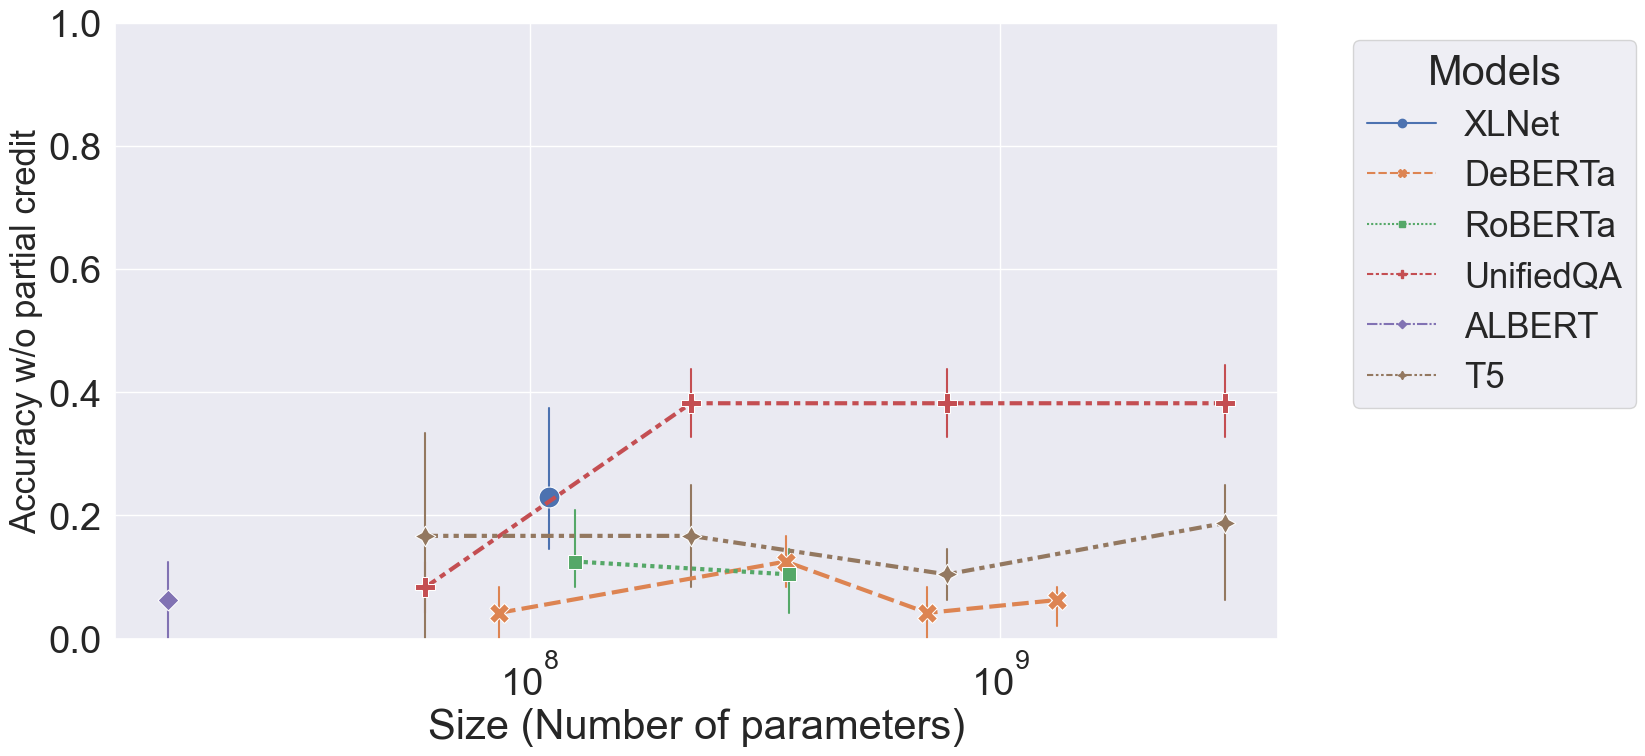 1.0
0.8
0.6
0.4
0.2
0.0
Accuracy w/o partial credit
10^8
10^9
Size (Number of parameters)
Models
XLNet
DeBERTa
RoBERTa
UnifiedQA
ALBERT
T5